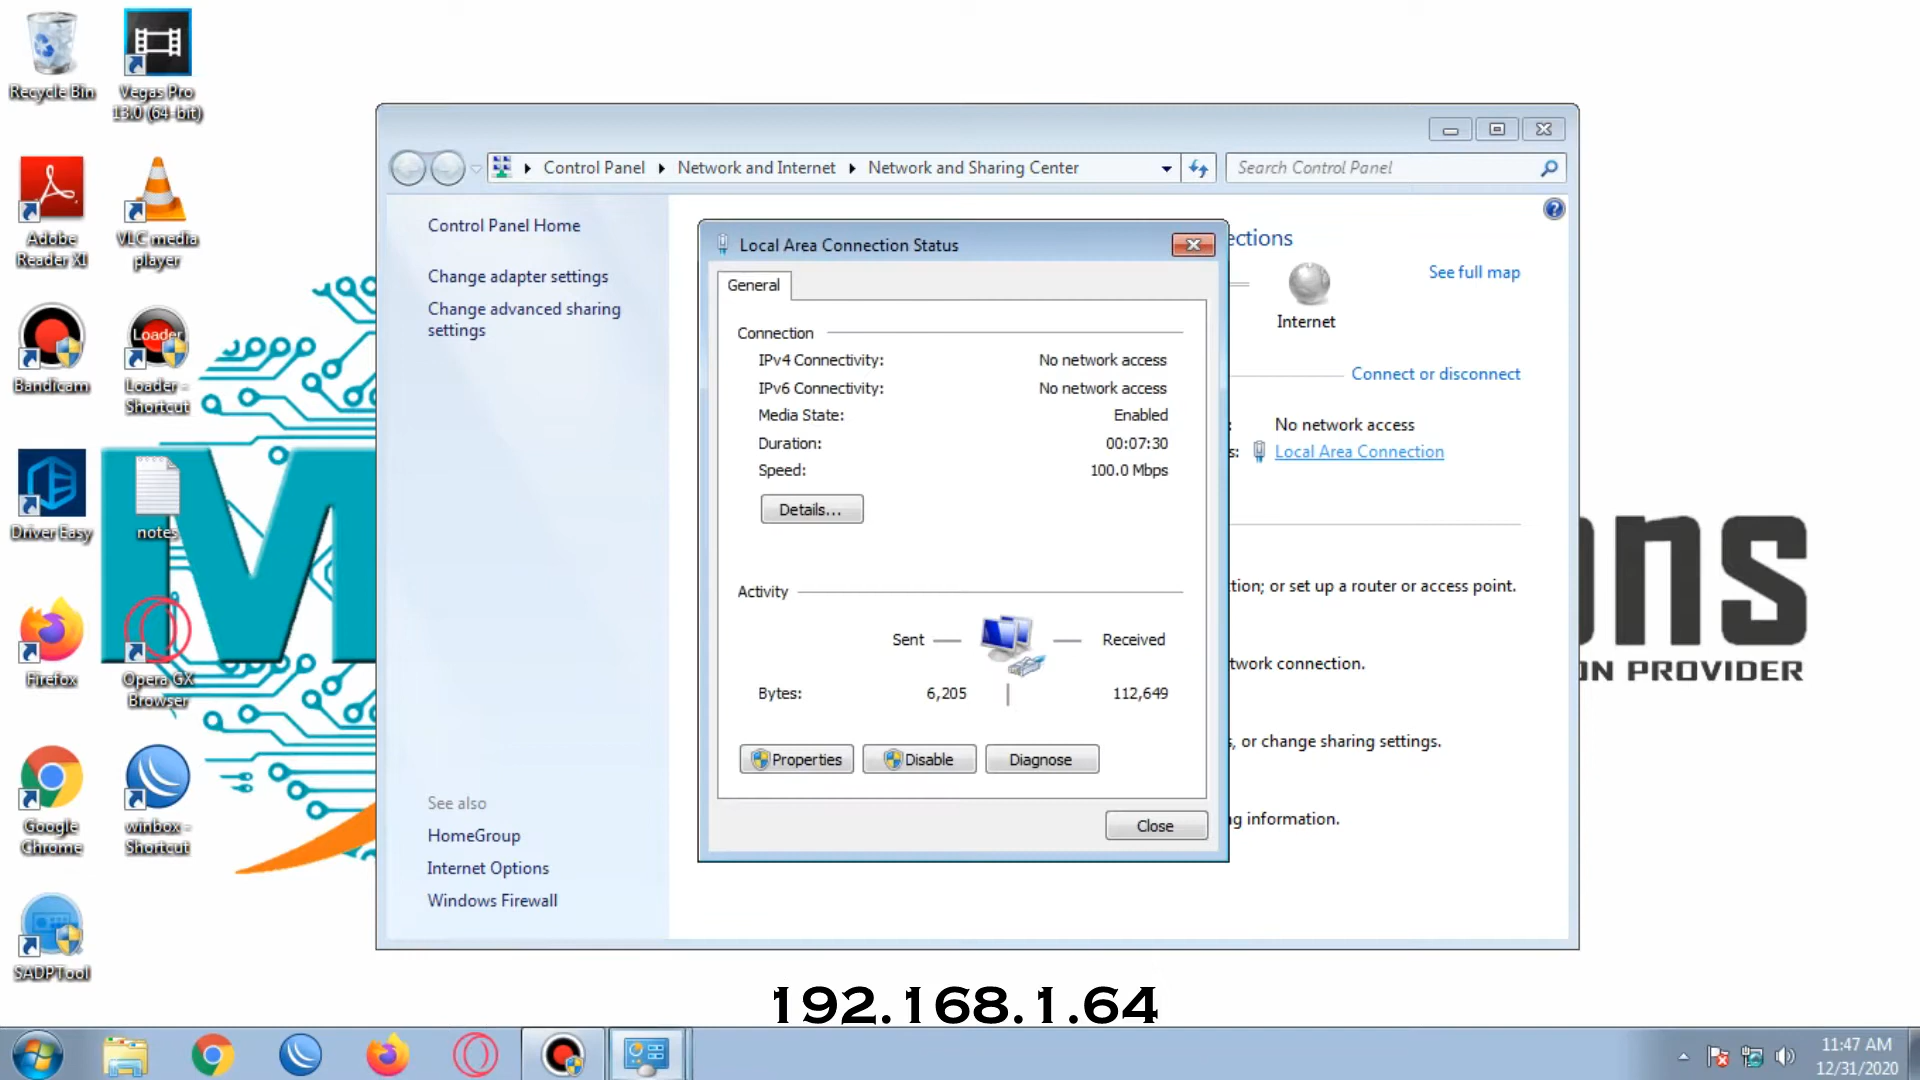 Recycle Bin
Vegas Pro
13.0 (64-bit)
Adobe
Reader XI
VLC media
player
Bandicam
Loader
Loader -
Shortcut
Driver Easy
notes
Firefox
Opera GX
Browser
Google
Chrome
winbox -
Shortcut
SADPTool
M
ns
ON PROVIDER
Control Panel
Network and Internet
Network and Sharing Center
Search Control Panel
Control Panel Home
Change adapter settings
Change advanced sharing
settings
See also
HomeGroup
Internet Options
Windows Firewall
ections
See full map
Internet
Connect or disconnect
:
No network access
s:
Local Area Connection
tion; or set up a router or access point.
twork connection.
s, or change sharing settings.
g information.
Local Area Connection Status
General
Connection
IPv4 Connectivity: No network access
IPv6 Connectivity: No network access
Media State: Enabled
Duration: 00:07:30
Speed: 100.0 Mbps
Details...
Activity
Sent
Received
Bytes: 6,205 112,649
Properties
Disable
Diagnose
Close
192.168.1.64
11:47 AM
12/31/2020